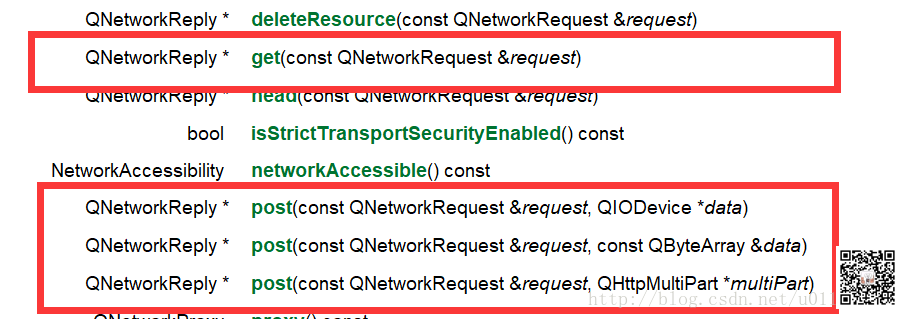 QNetworkReply * deleteResource(const QNetworkRequest &request)
QNetworkReply * get(const QNetworkRequest &request)
QNetworkReply * head(const QNetworkRequest &request)
bool isStrictTransportSecurityEnabled() const
NetworkAccessibility networkAccessible() const
QNetworkReply * post(const QNetworkRequest &request, QIODevice *data)
QNetworkReply * post(const QNetworkRequest &request, const QByteArray &data)
QNetworkReply * post(const QNetworkRequest &request, QHttpMultiPart *multiPart)
http://blog.csdn.net/u011
QNetworkProxy proxy() const